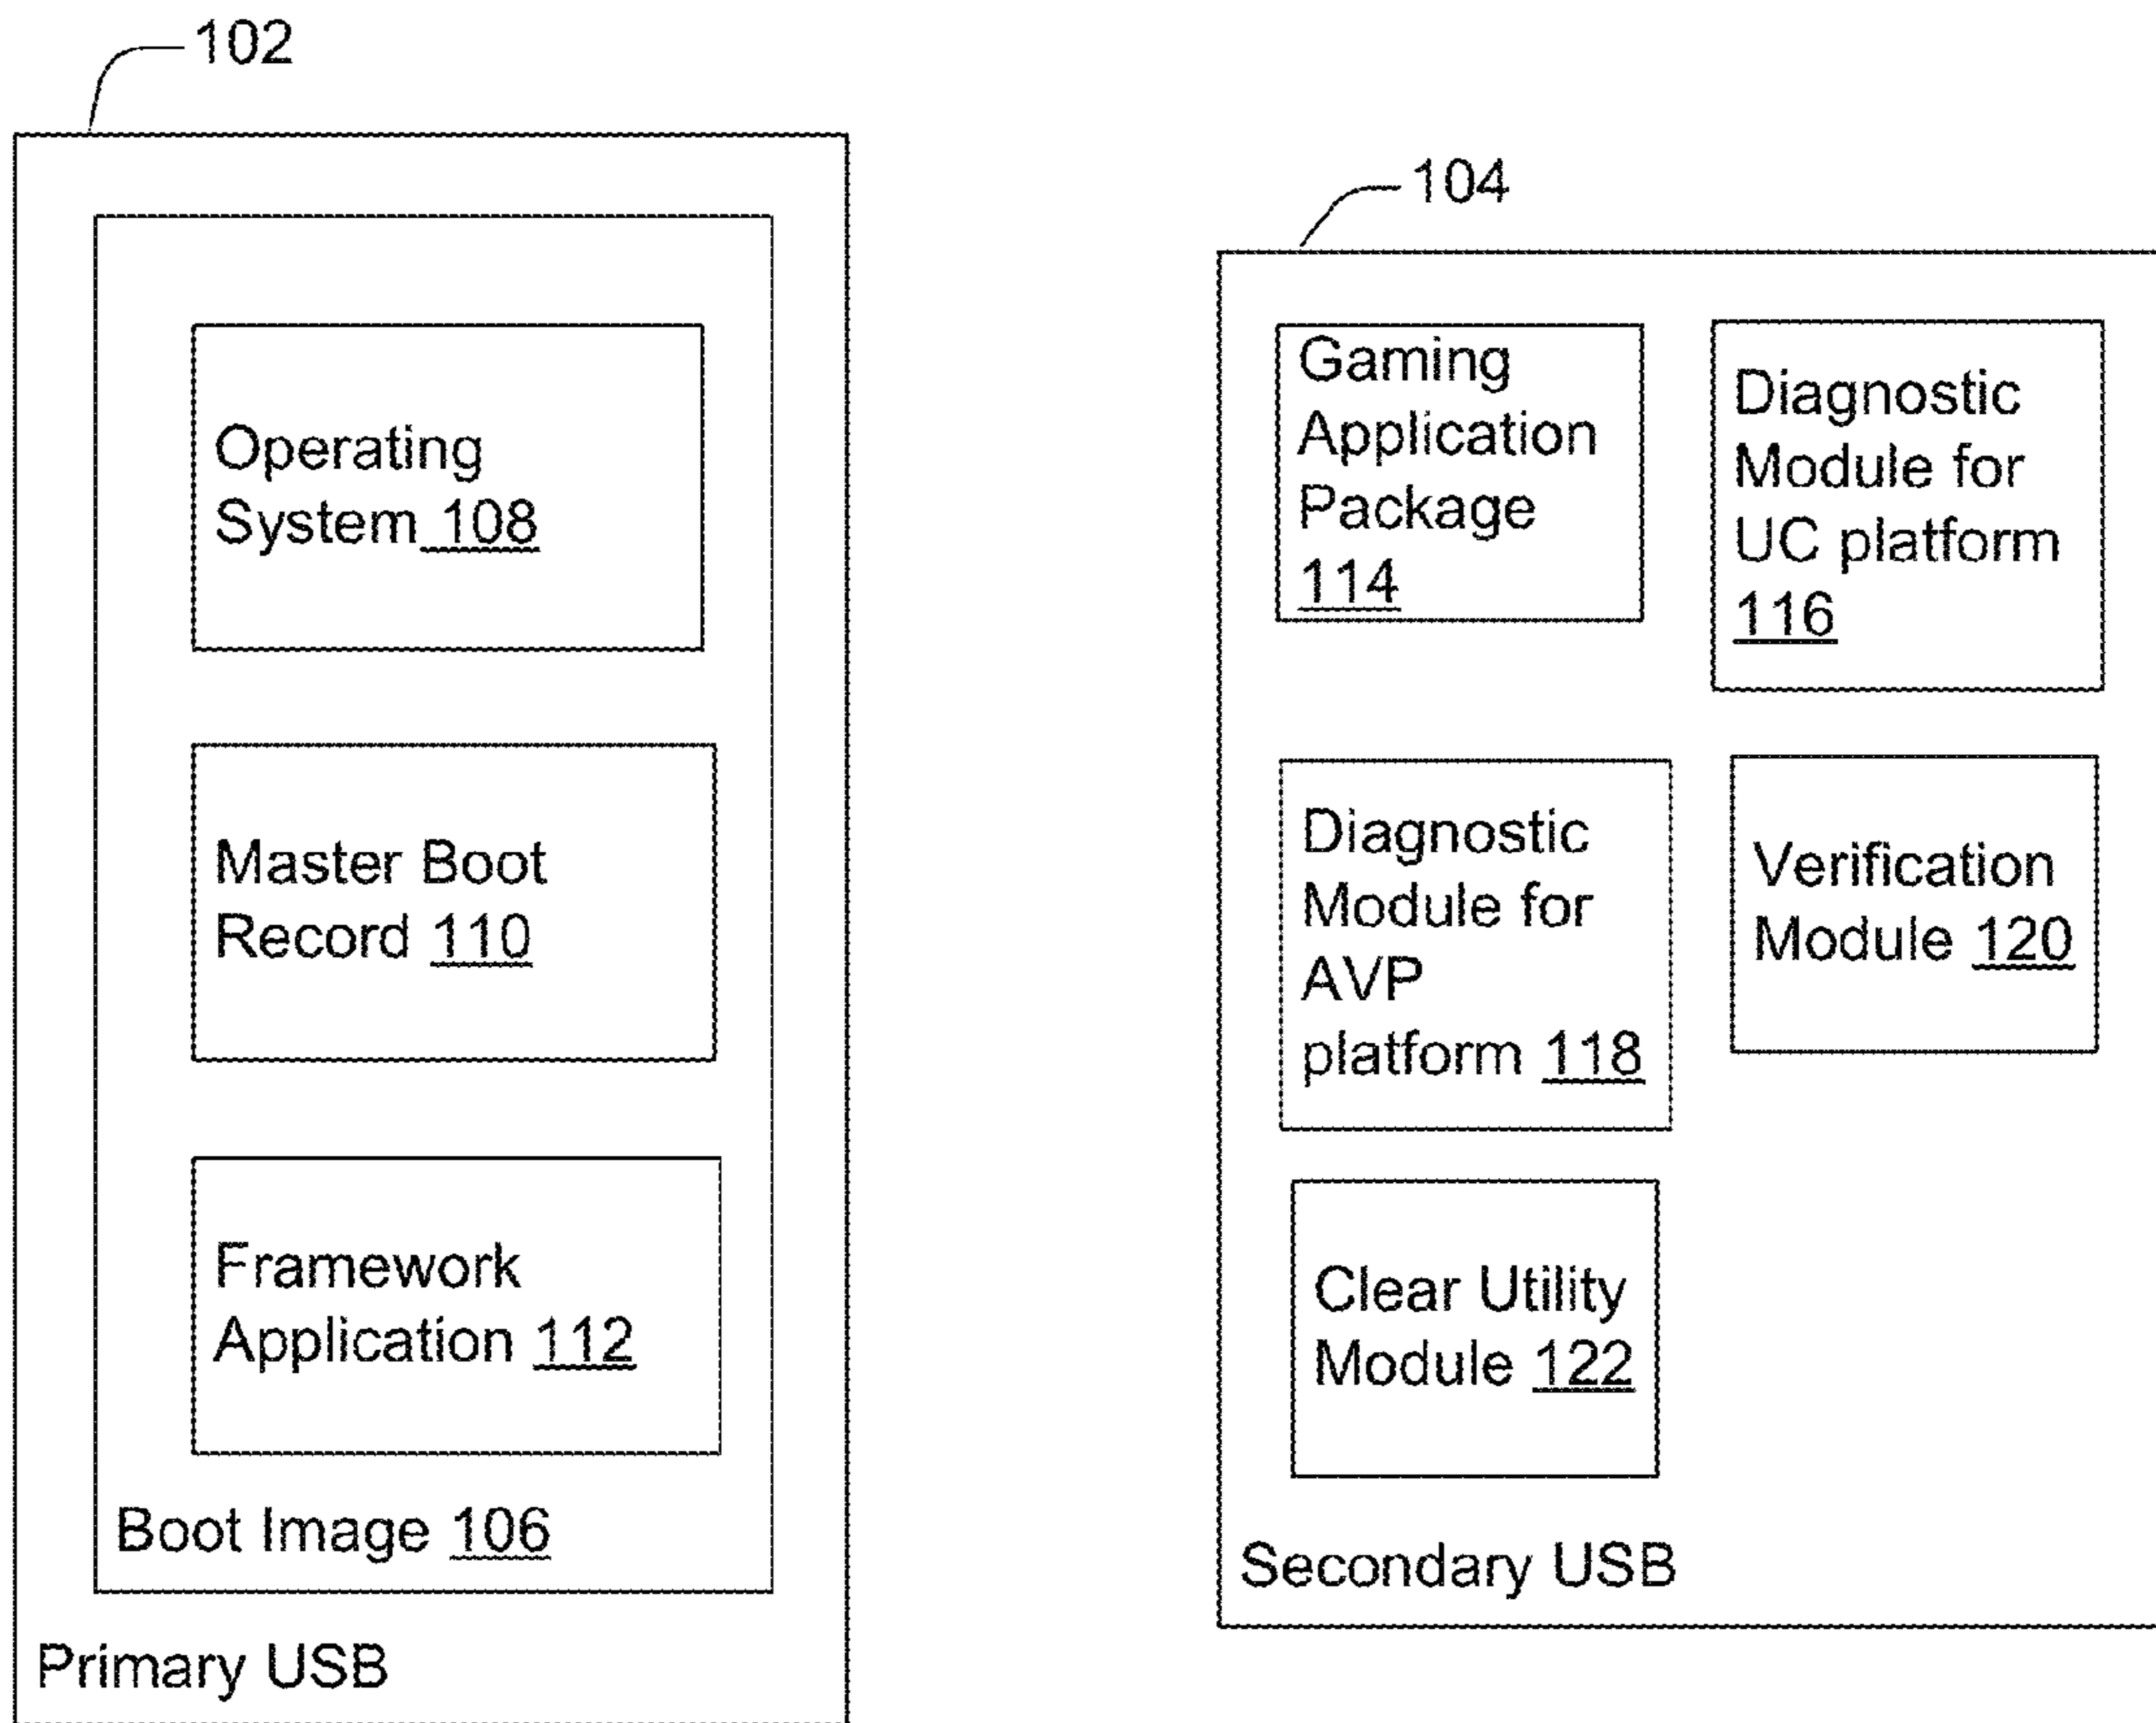 102
Operating
System 108
Master Boot
Record 110
Framework
Application 112
Boot Image 106
Primary USB
104
Gaming
Application
Package
114
Diagnostic
Module for
UC platform
116
Diagnostic
Module for
AVP
platform 118
Verification
Module 120
Clear Utility
Module 122
Secondary USB